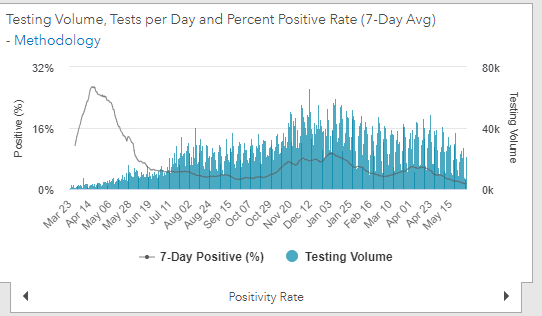 Testing Volume, Tests per Day and Percent Positive Rate (7-Day Avg)
- Methodology
32%
80k
Positive (%)
16%
40k
Testing Volume
0%
0k
Mar 23
Apr 14
May 06
May 28
Jun 19
Jul 11
Aug 02
Aug 24
Sep 15
Oct 07
Oct 29
Nov 20
Dec 12
Jan 03
Jan 25
Feb 16
Mar 10
Apr 01
Apr 23
May 15
7-Day Positive (%)
Testing Volume
Positivity Rate